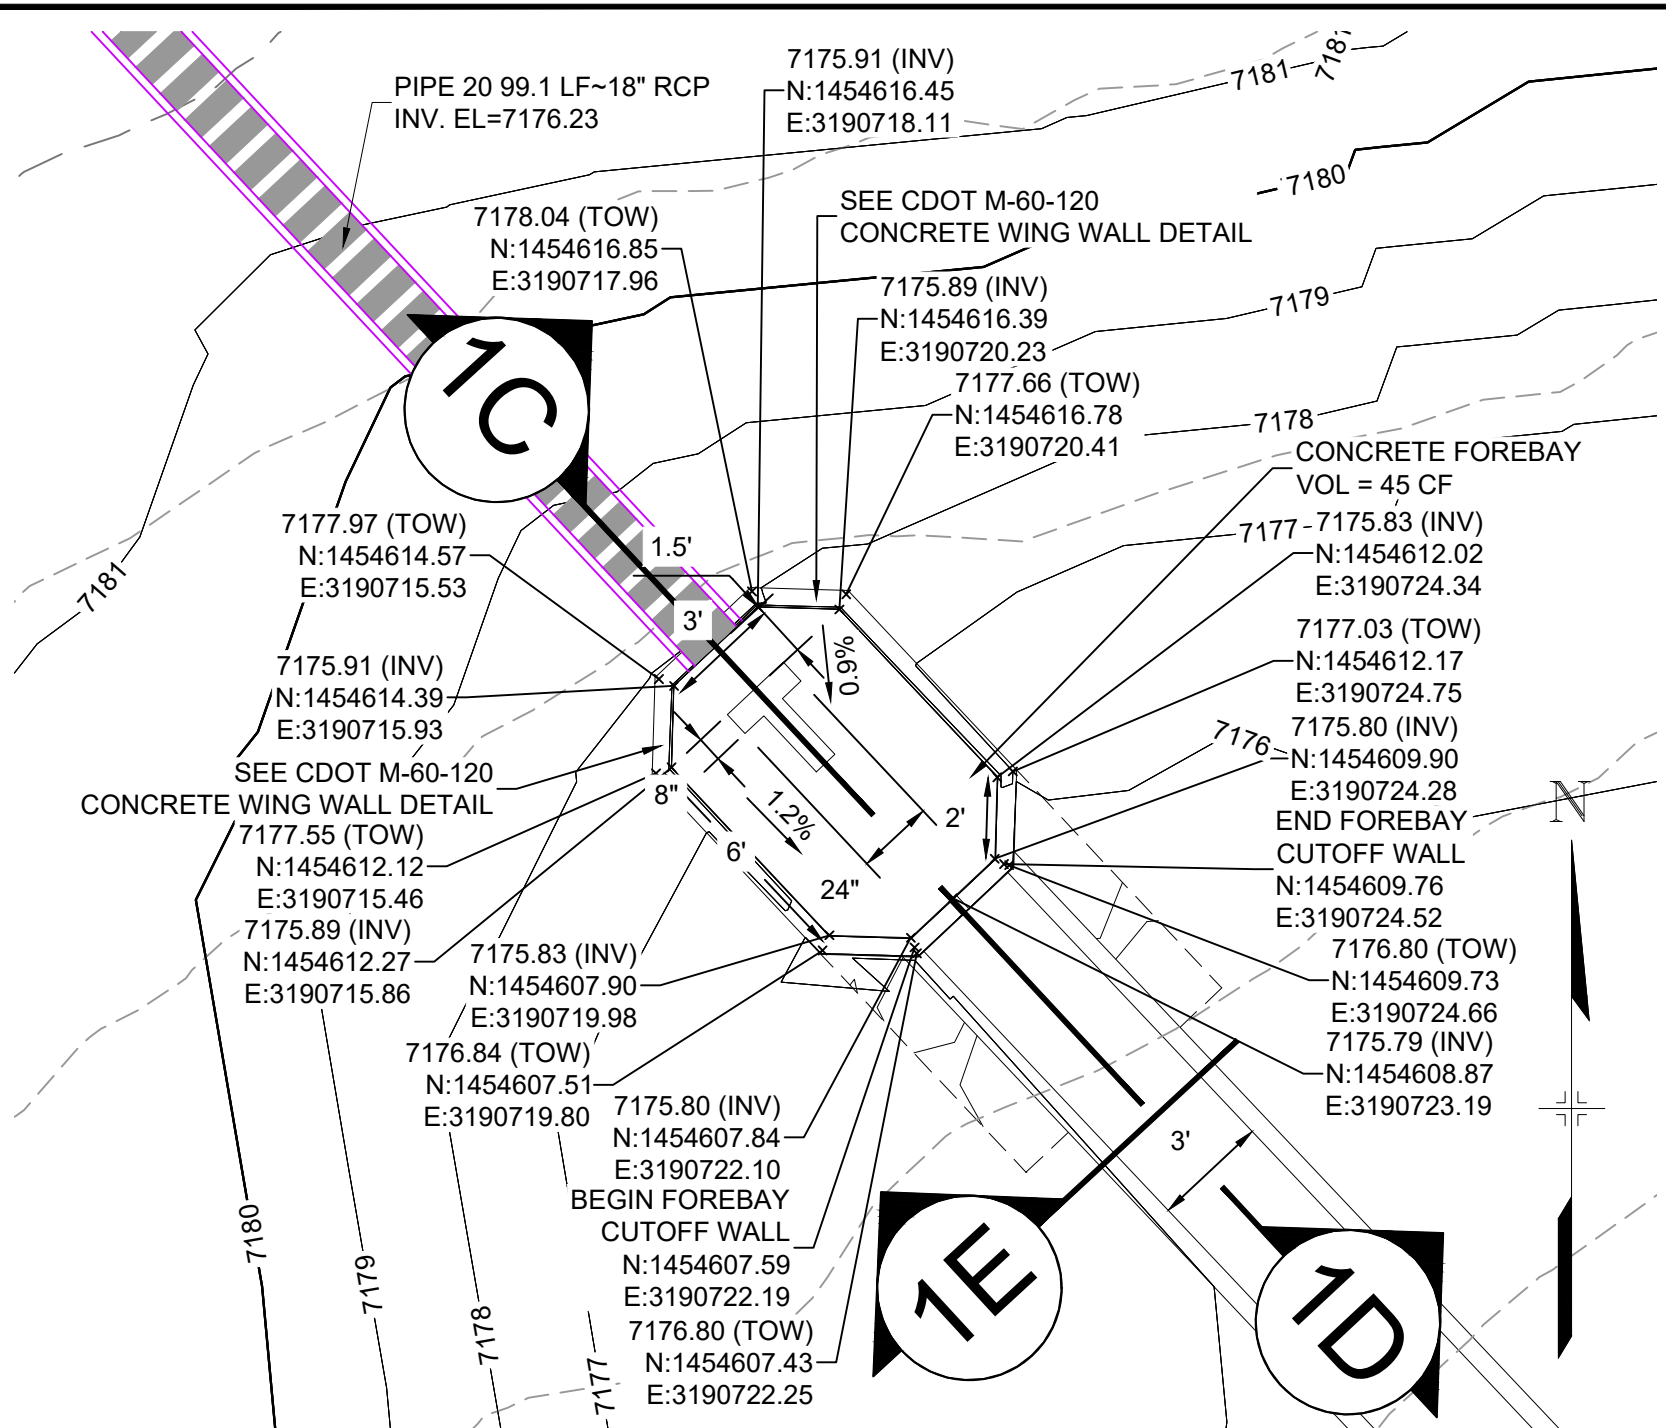 PIPE 20 99.1 LF~18" RCP
INV. EL=7176.23
7175.91 (INV)
N:1454616.45
E:3190718.11
7181
7181
7180
7178.04 (TOW)
N:1454616.85
E:3190717.96
SEE CDOT M-60-120
CONCRETE WING WALL DETAIL
7175.89 (INV)
N:1454616.39
E:3190720.23
7179
7177.66 (TOW)
N:1454616.78
E:3190720.41
7178
1C
CONCRETE FOREBAY
VOL = 45 CF
7177
7175.83 (INV)
N:1454612.02
E:3190724.34
7177.97 (TOW)
N:1454614.57
E:3190715.53
1.5'
7181
3'
0.9%
7177.03 (TOW)
N:1454612.17
E:3190724.75
7175.91 (INV)
N:1454614.39
E:3190715.93
7176
7175.80 (INV)
N:1454609.90
E:3190724.28
SEE CDOT M-60-120
CONCRETE WING WALL DETAIL
8"
1.2%
2'
N
END FOREBAY
CUTOFF WALL
N:1454609.76
E:3190724.52
7177.55 (TOW)
N:1454612.12
E:3190715.46
6'
24"
7175.89 (INV)
N:1454612.27
E:3190715.86
7175.83 (INV)
N:1454607.90
E:3190719.98
7176.80 (TOW)
N:1454609.73
E:3190724.66
7176.84 (TOW)
N:1454607.51
E:3190719.80
7175.79 (INV)
N:1454608.87
E:3190723.19
7175.80 (INV)
N:1454607.84
E:3190722.10
3'
BEGIN FOREBAY
CUTOFF WALL
N:1454607.59
E:3190722.19
7180
7179
7178
7177
1E
1D
7176.80 (TOW)
N:1454607.43
E:3190722.25